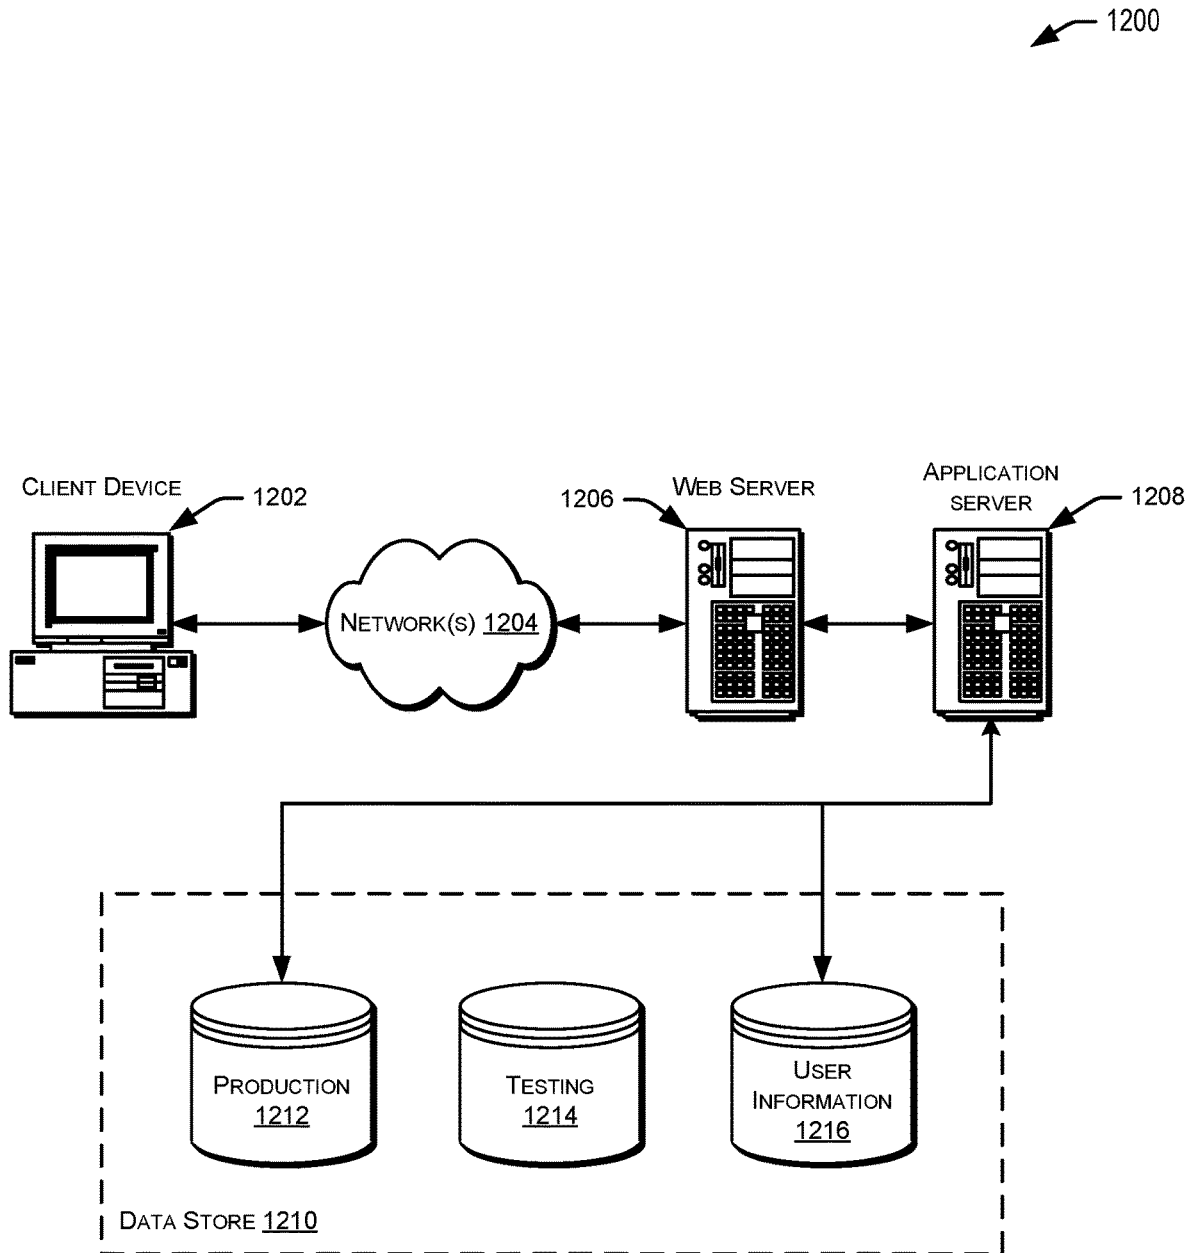 1200
CLIENT DEVICE
1202
1206
WEB SERVER
APPLICATION
SERVER
1208
NETWORK(S) 1204
PRODUCTION
1212
TESTING
1214
USER
INFORMATION
1216
DATA STORE 1210